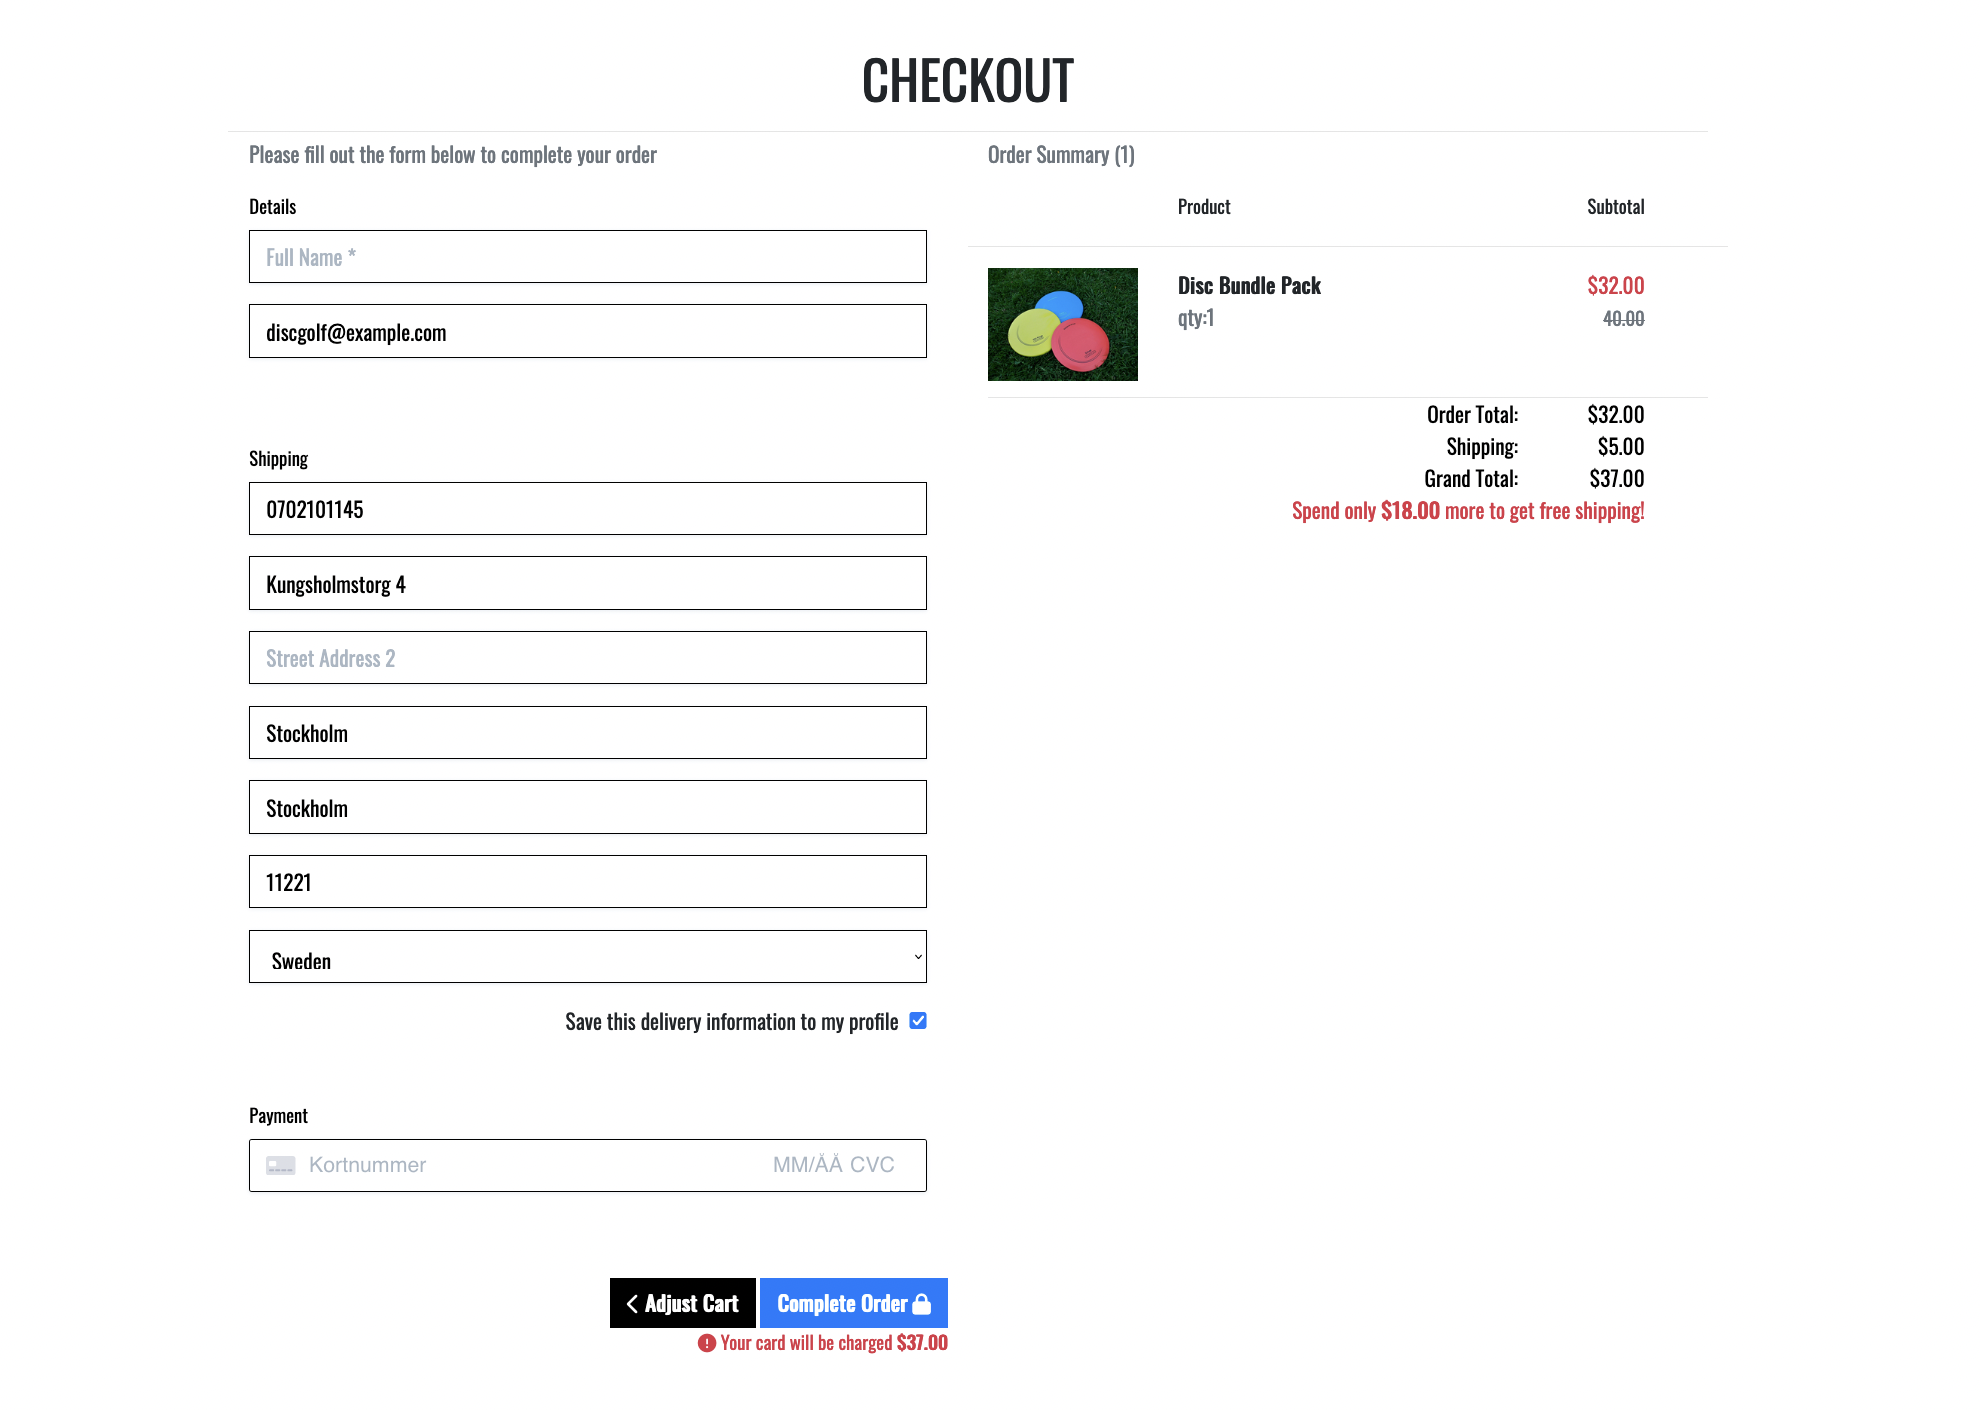 CHECKOUT
Please fill out the form below to complete your order
Details
Full Name *
discgolf@example.com
Shipping
0702101145
Kungsholmstorg 4
Street Address 2
Stockholm
Stockholm
11221
Sweden
Save this delivery information to my profile
Payment
Kortnummer MM/ÅÅ CVC
Adjust Cart Complete Order
Your card will be charged $37.00
Order Summary (1)
Product Subtotal
Disc Bundle Pack $32.00
qty:1 40.00
Order Total: $32.00
Shipping: $5.00
Grand Total: $37.00
Spend only $18.00 more to get free shipping!